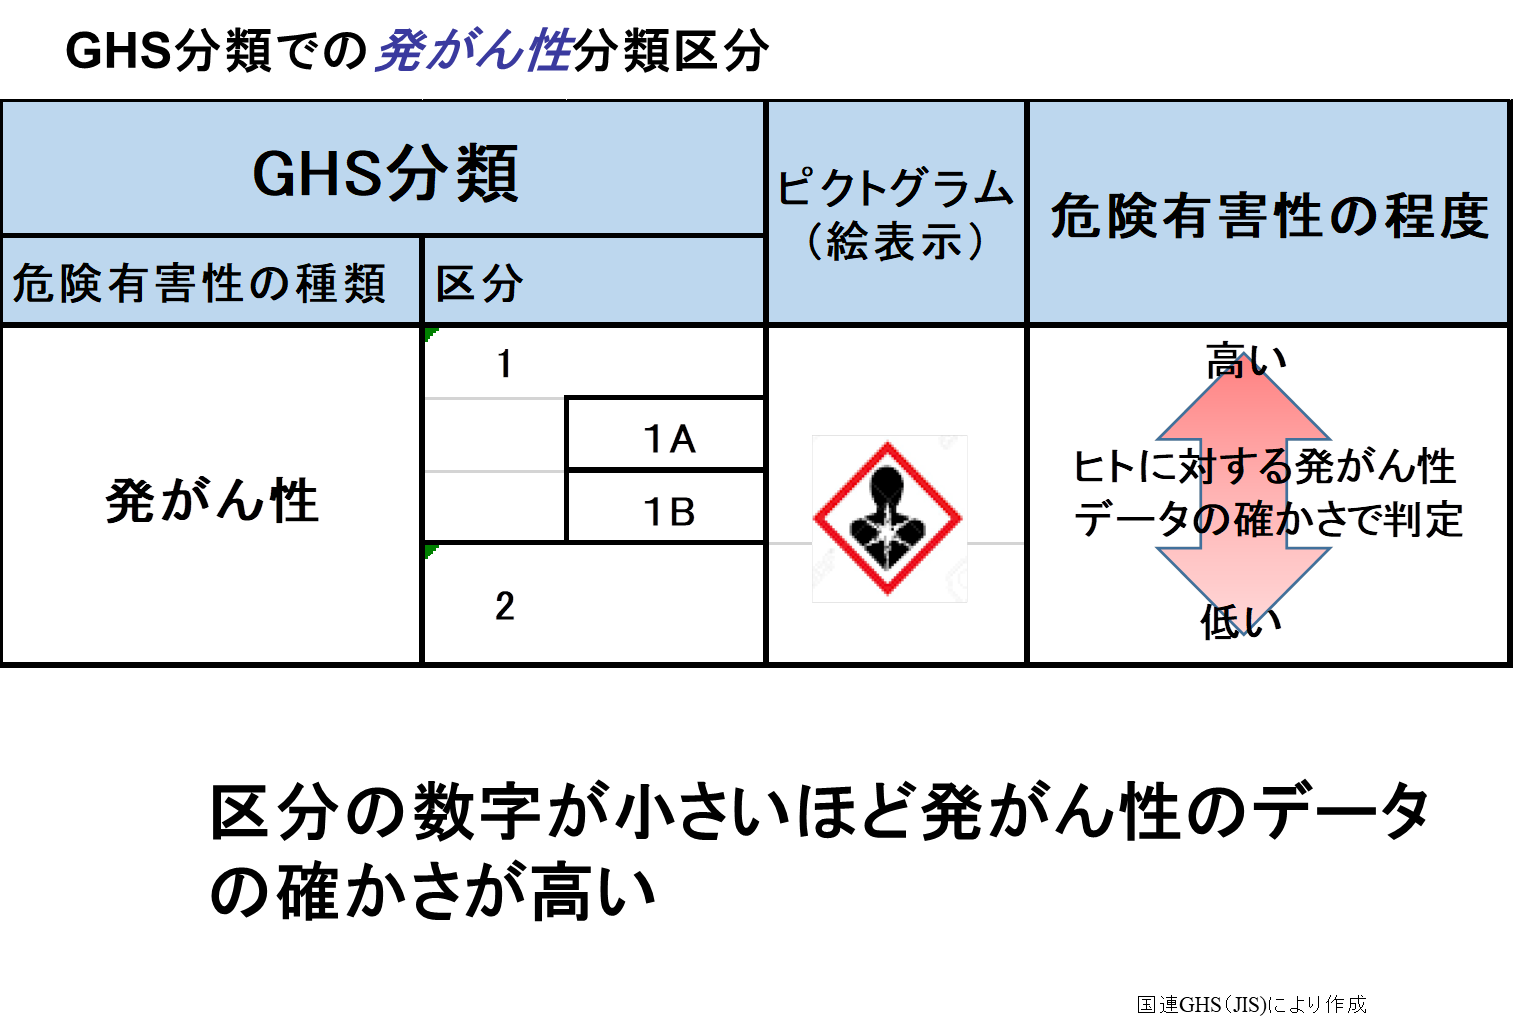 GHS分類での発がん性分類区分
GHS分類
ピクトグラム
（絵表示）
危険有害性の程度
危険有害性の種類
区分
発がん性
1
1A
1B
2
高い
ヒトに対する発がん性
データの確かさで判定
低い
区分の数字が小さいほど発がん性のデータ
の確かさが高い
国連GHS（JIS)により作成